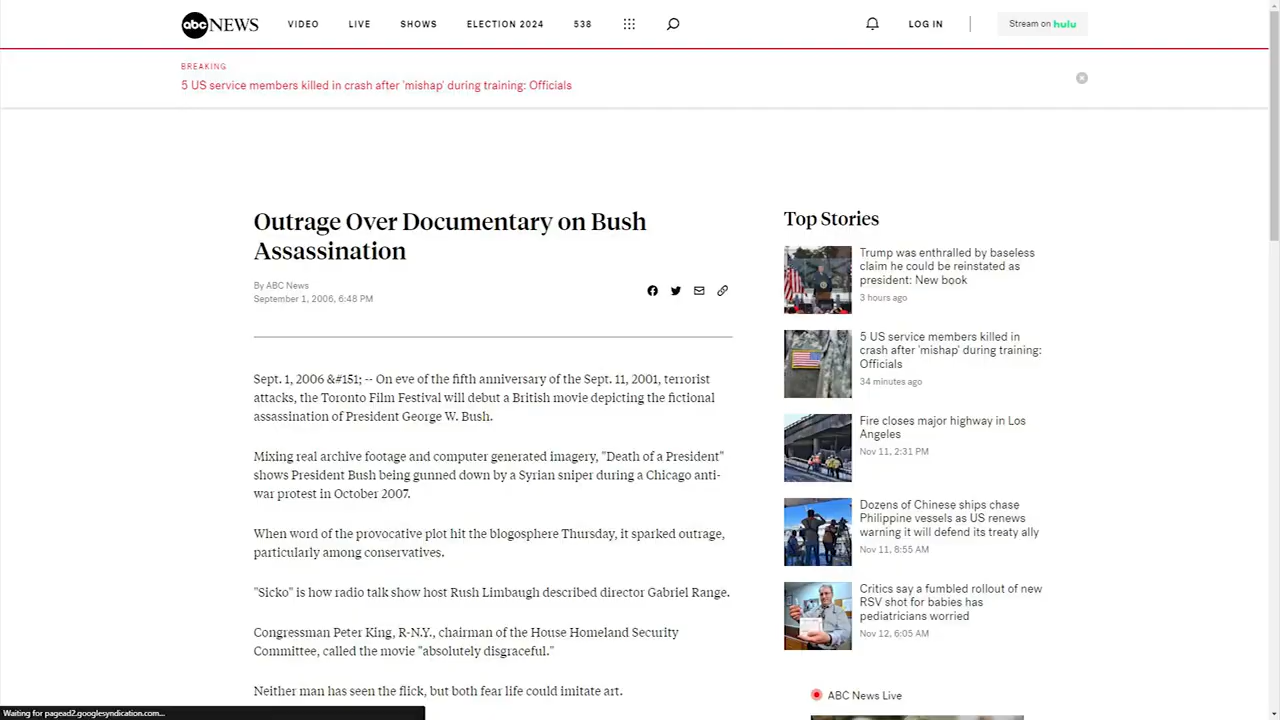 abc NEWS VIDEO LIVE SHOWS ELECTION 2024 538 LOG IN Stream on hulu
BREAKING
5 US service members killed in crash after 'mishap' during training: Officials
Outrage Over Documentary on Bush
Assassination
By ABC News
September 1, 2006, 6:48 PM
Sept. 1, 2006 &#151; -- On eve of the fifth anniversary of the Sept. 11, 2001, terrorist
attacks, the Toronto Film Festival will debut a British movie depicting the fictional
assassination of President George W. Bush.
Mixing real archive footage and computer generated imagery, "Death of a President"
shows President Bush being gunned down by a Syrian sniper during a Chicago anti-
war protest in October 2007.
When word of the provocative plot hit the blogosphere Thursday, it sparked outrage,
particularly among conservatives.
"Sicko" is how radio talk show host Rush Limbaugh described director Gabriel Range.
Congressman Peter King, R-N.Y., chairman of the House Homeland Security
Committee, called the movie "absolutely disgraceful."
Neither man has seen the flick, but both fear life could imitate art.
Top Stories
Trump was enthralled by baseless
claim he could be reinstated as
president: New book
3 hours ago
5 US service members killed in
crash after 'mishap' during training:
Officials
34 minutes ago
Fire closes major highway in Los
Angeles
Nov 11, 2:31 PM
Dozens of Chinese ships chase
Philippine vessels as US renews
warning it will defend its treaty ally
Nov 11, 8:55 AM
Critics say a fumbled rollout of new
RSV shot for babies has
pediatricians worried
Nov 12, 6:05 AM
ABC News Live
Waiting for pagead2.googlesyndication.com...